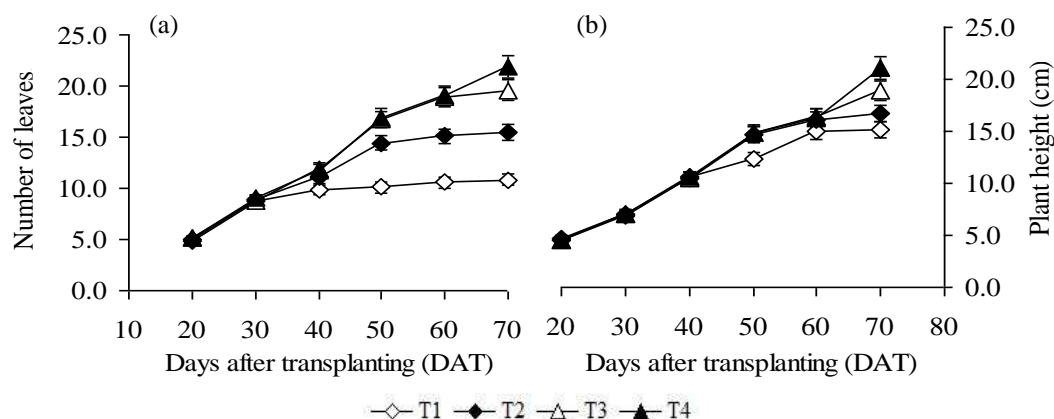 (a)
Number of leaves
25.0
20.0
15.0
10.0
5.0
0.0
10 20 30 40 50 60 70
Days after transplanting (DAT)
(b)
25.0
20.0
15.0
10.0
5.0
0.0
Plant height (cm)
20 30 40 50 60 70 80
Days after transplanting (DAT)
T1 T2 T3 T4